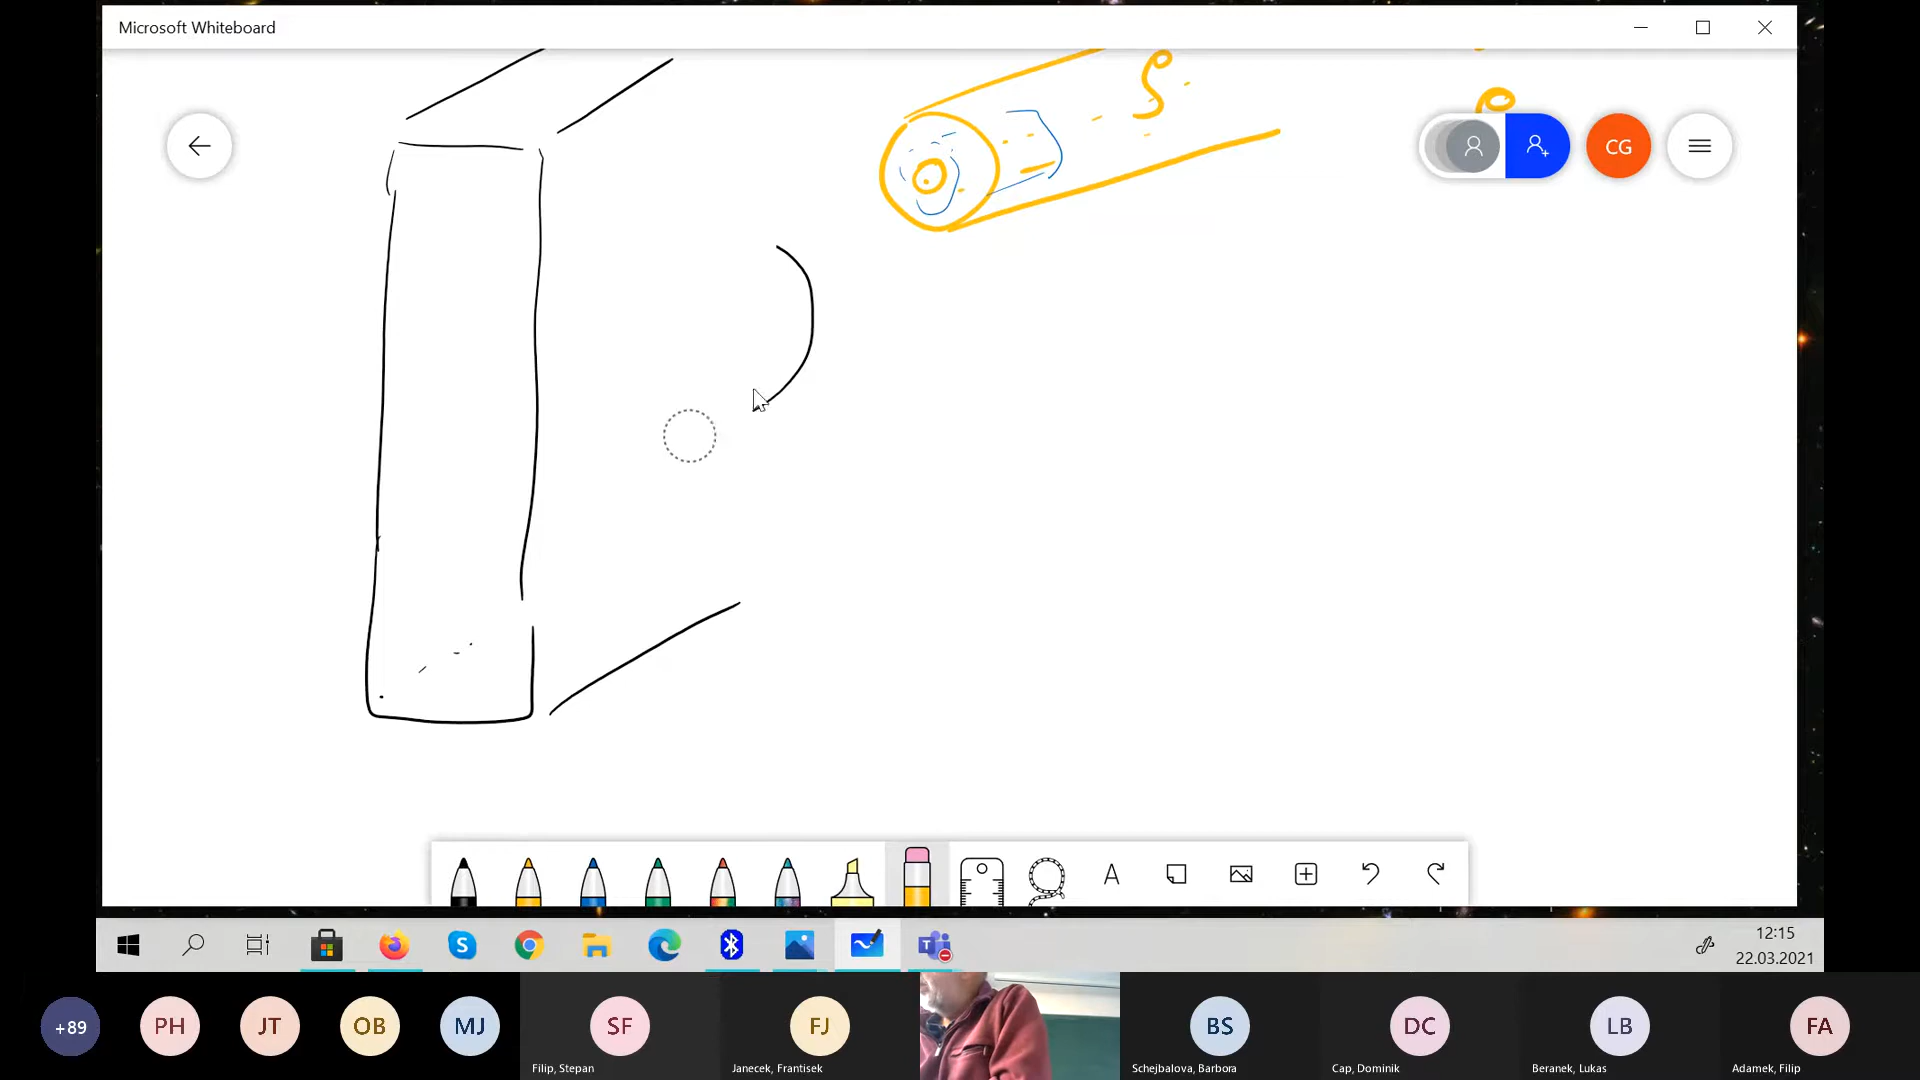 Microsoft Whiteboard
CG
A
S
T
12:15
22.03.2021
+89
PH
JT
OB
MJ
SF
FJ
BS
DC
LB
FA
Filip, Stepan
Janecek, Frantisek
Schejbalova, Barbora
Cap, Dominik
Beranek, Lukas
Adamek, Filip